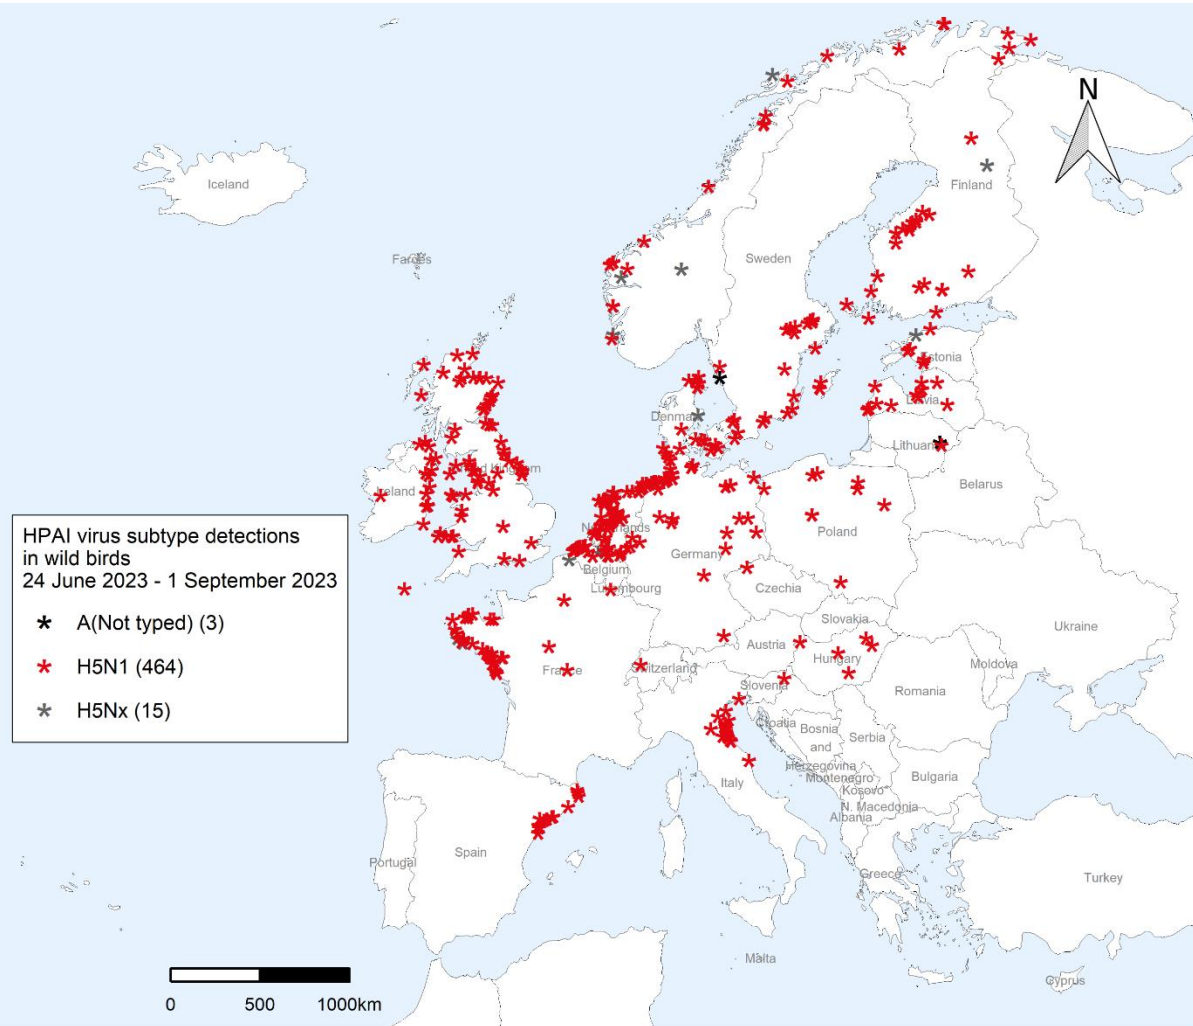 N
Iceland
Finland
Faroes
Sweden
Estonia
Denmark
Latvia
Lithuania
United Kingdom
Ireland
Belarus
Netherlands
Poland
Germany
Belgium
Luxembourg
Czechia
Slovakia
Ukraine
Austria
Hungary
Moldova
France
Switzerland
Slovenia
Romania
Croatia
Bosnia
and
Herzegovina
Serbia
Montenegro
Bulgaria
Kosovo
Italy
N. Macedonia
Albania
Portugal
Spain
Greece
Turkey
Malta
Cyprus
HPAI virus subtype detections
in wild birds
24 June 2023 - 1 September 2023
A(Not typed) (3)
H5N1 (464)
H5Nx (15)
0 500 1000km